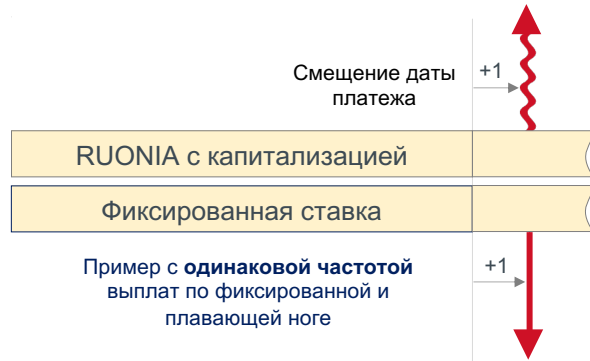 Смещение даты
платежа
+1
RUONIA с капитализацией
Фиксированная ставка
Пример с одинаковой частотой
выплат по фиксированной и
плавающей ноге
+1